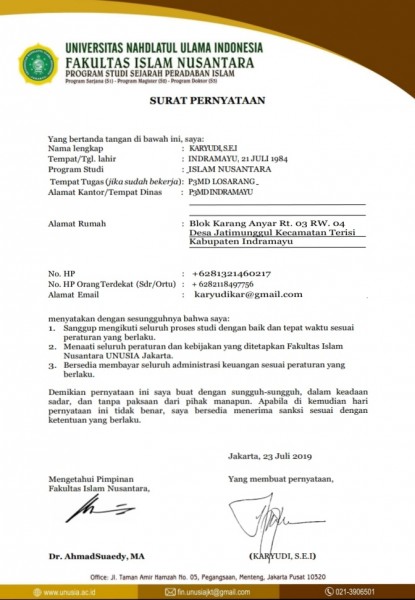 UNIVERSITAS NAHDLATUL ULAMA INDONESIA
FAKULTAS ISLAM NUSANTARA
PROGRAM STUDI SEJARAH PERADABAN ISLAM
Program Sarjana (S1) - Program Magister (S2) - Program Doktor (S3)
SURAT PERNYATAAN
Yang bertanda tangan di bawah ini, saya:
Nama lengkap : KARYUDI,S.E.I
Tempat/Tgl. lahir : INDRAMAYU, 21 JULI 1984
Program Studi : ISLAM NUSANTARA
Tempat Tugas (jika sudah bekerja): P3MD LOSARANG
Alamat Kantor/Tempat Dinas : P3MD INDRAMAYU
Alamat Rumah : Blok Karang Anyar Rt. 03 RW. 04
Desa Jatimunggul Kecamatan Terisi
Kabupaten Indramayu
No. HP : +6281321460217
No. HP OrangTerdekat (Sdr/Ortu) : + 6282118497756
Alamat Email : karyudikar@gmail.com
menyatakan dengan sesungguhnya bahwa saya:
1. Sanggup mengikuti seluruh proses studi dengan baik dan tepat waktu sesuai
peraturan yang berlaku.
2. Menaati seluruh peraturan dan kebijakan yang ditetapkan Fakultas Islam
Nusantara UNUSIA Jakarta.
3. Bersedia membayar seluruh administrasi keuangan sesuai peraturan yang
berlaku.
Demikian pernyataan ini saya buat dengan sungguh-sungguh, dalam keadaan
sadar, dan tanpa paksaan dari pihak manapun. Apabila di kemudian hari
pernyataan ini tidak benar, saya bersedia menerima sanksi sesuai dengan
ketentuan yang berlaku.
Jakarta, 23 Juli 2019
Mengetahui Pimpinan
Fakultas Islam Nusantara,
Yang membuat pernyataan,
Dr. AhmadSuaedy, MA
(KARYUDI, S.E.I)
Office: Jl. Taman Amir Hamzah No. 05, Pegangsaan, Menteng, Jakarta Pusat 10320
www.unusia.ac.id
fin.unusiajkt@gmail.com
021-3906501